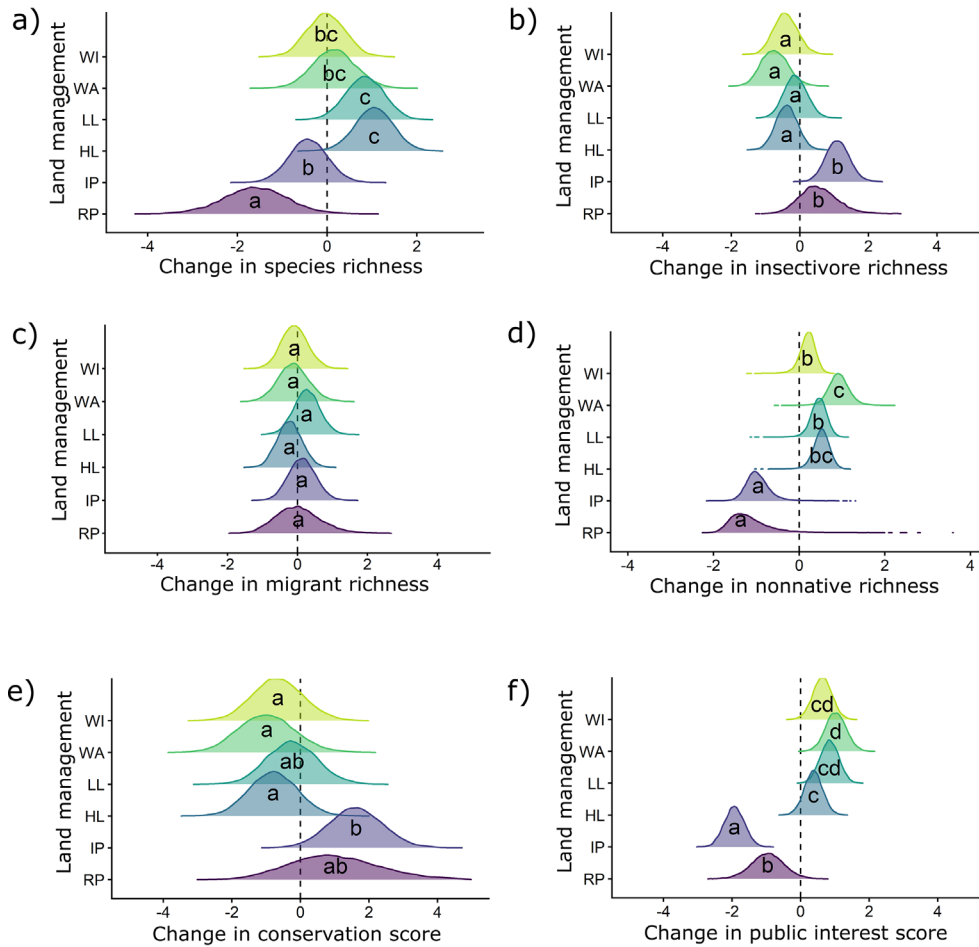 a)
Land management
WI
bc
WA
bc
LL
c
HL
c
IP
b
RP
a
-4 -2 0 2
Change in species richness
b)
Land management
WI
a
WA
a
LL
a
HL
a
IP
b
RP
b
-4 -2 0 2 4
Change in insectivore richness
c)
Land management
WI
a
WA
a
LL
a
HL
a
IP
a
RP
a
-4 -2 0 2 4
Change in migrant richness
d)
Land management
WI
b
WA
c
LL
b
HL
bc
IP
a
RP
a
-4 -2 0 2 4
Change in nonnative richness
e)
Land management
WI
a
WA
a
LL
ab
HL
a
IP
b
RP
ab
-4 -2 0 2 4
Change in conservation score
f)
Land management
WI
cd
WA
d
LL
cd
HL
c
IP
a
RP
b
-4 -2 0 2 4
Change in public interest score